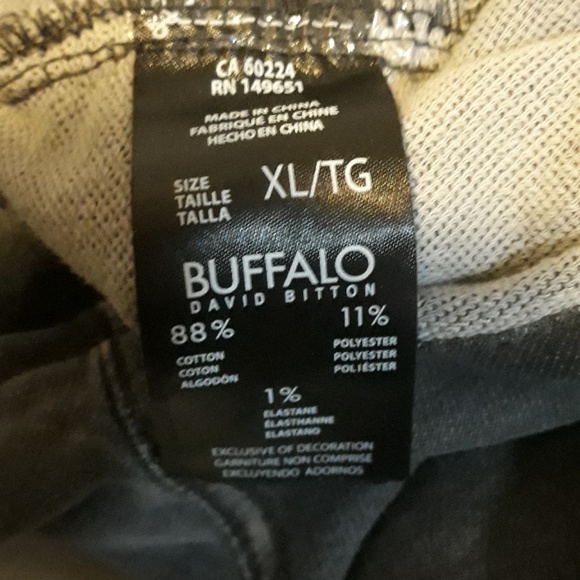 CA 60224
RN 149651
MADE IN CHINA
FABRIQUE EN CHINE
HECHO EN CHINA
SIZE
TAILLE
TALLA
XL/TG
BUFFALO
DAVID BITTON
88%
COTTON
COTON
ALGODÓN
11%
POLYESTER
POLYESTER
POLIÉSTER
1%
ELASTANE
ELASTHANNE
ELASTANO
EXCLUSIVE OF DECORATION
GARNITURE NON COMPRISE
EXCLUYENDO ADORNOS